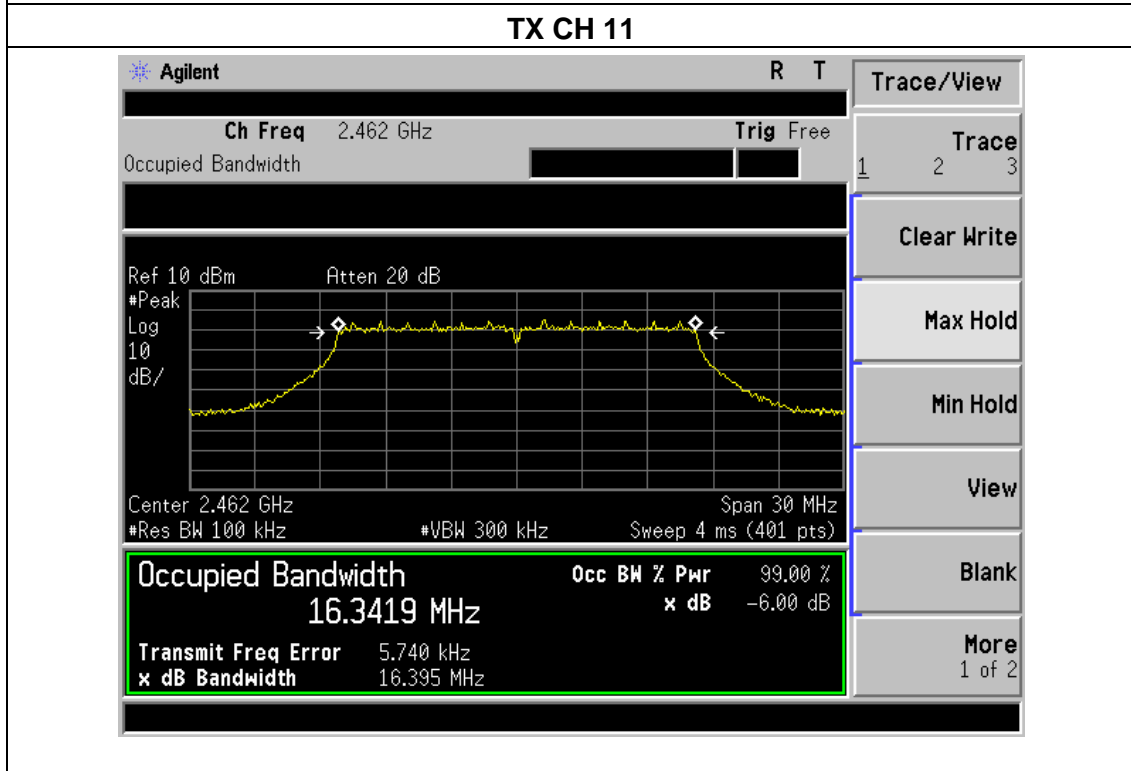 TX CH 11
Agilent R T
Ch Freq 2.462 GHz Trig Free
Occupied Bandwidth
Ref 10 dBm Atten 20 dB
#Peak
Log
10
dB/
Center 2.462 GHz Span 30 MHz
#Res BW 100 kHz #VBW 300 kHz Sweep 4 ms (401 pts)
Occupied Bandwidth Occ BW % Pwr 99.00 %
16.3419 MHz x dB -6.00 dB
Transmit Freq Error 5.740 kHz
x dB Bandwidth 16.395 MHz
Trace/View
Trace
1 2 3
Clear Write
Max Hold
Min Hold
View
Blank
More
1 of 2